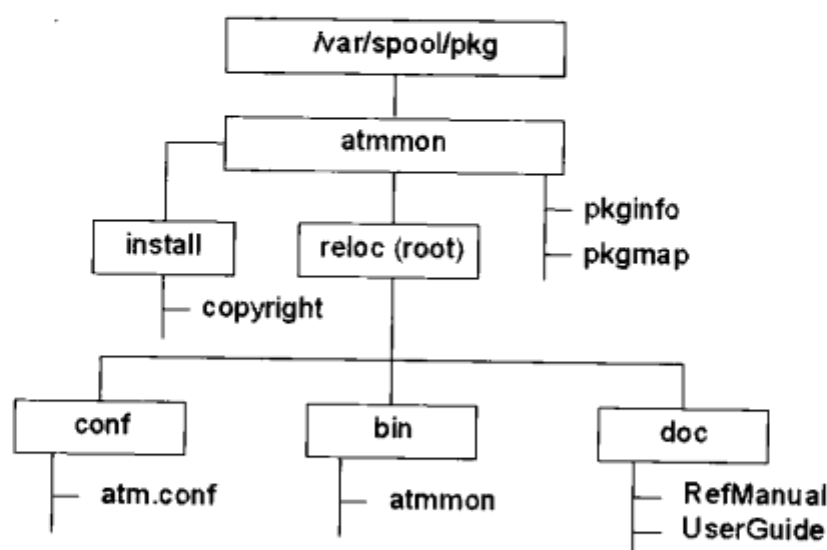 /var/spool/pkg
atmmon
pkginfo
install
reloc (root)
pkgmap
copyright
conf
bin
doc
atm.conf
atmmon
RefManual
UserGuide